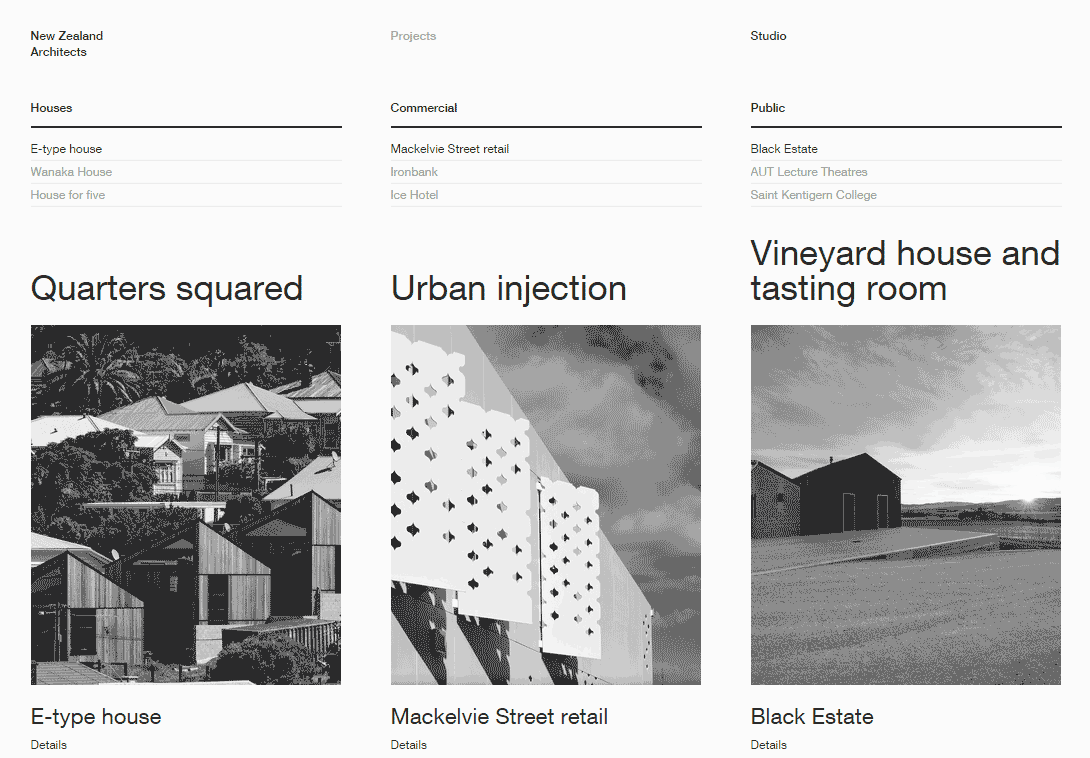 New Zealand
Architects
Projects
Studio
Houses
E-type house
Wanaka House
House for five
Commercial
Mackelvie Street retail
Ironbank
Ice Hotel
Public
Black Estate
AUT Lecture Theatres
Saint Kentigern College
Quarters squared
E-type house
Details
Urban injection
Mackelvie Street retail
Details
Vineyard house and
tasting room
Black Estate
Details